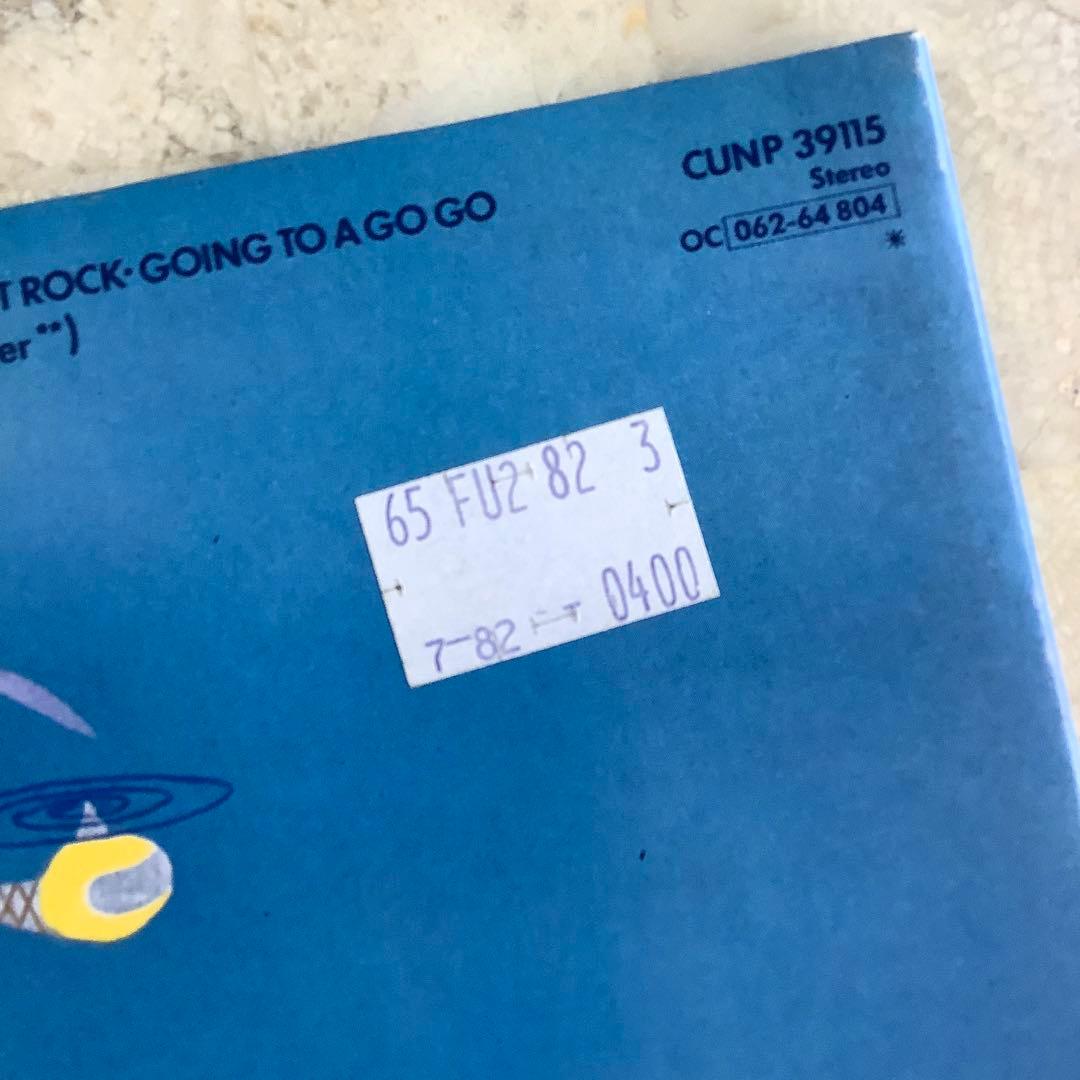 CUNP 39115
Stereo
OC 062-64 804
*
T ROCK • GOING TO A GO GO
er **)
65 FU2 82 3
7-82 0400